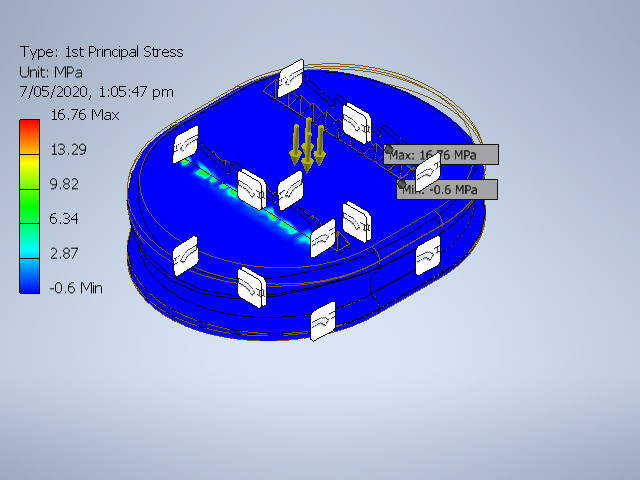 Type: 1st Principal Stress
Unit: MPa
7/05/2020, 1:05:47 pm
16.76 Max
13.29
9.82
6.34
2.87
-0.6 Min
Max: 16.76 MPa
Min: -0.6 MPa